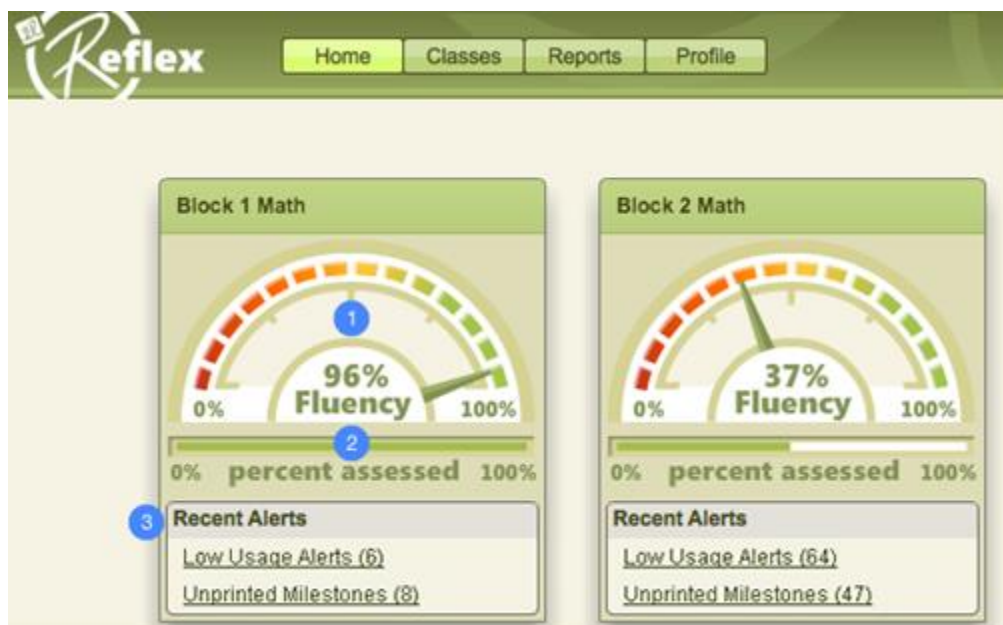 Reflex
Home Classes Reports Profile
Block 1 Math
1
96%
Fluency
0% 100%
2
0% percent assessed 100%
3 Recent Alerts
Low Usage Alerts (6)
Unprinted Milestones (8)
Block 2 Math
37%
Fluency
0% 100%
0% percent assessed 100%
Recent Alerts
Low Usage Alerts (64)
Unprinted Milestones (47)